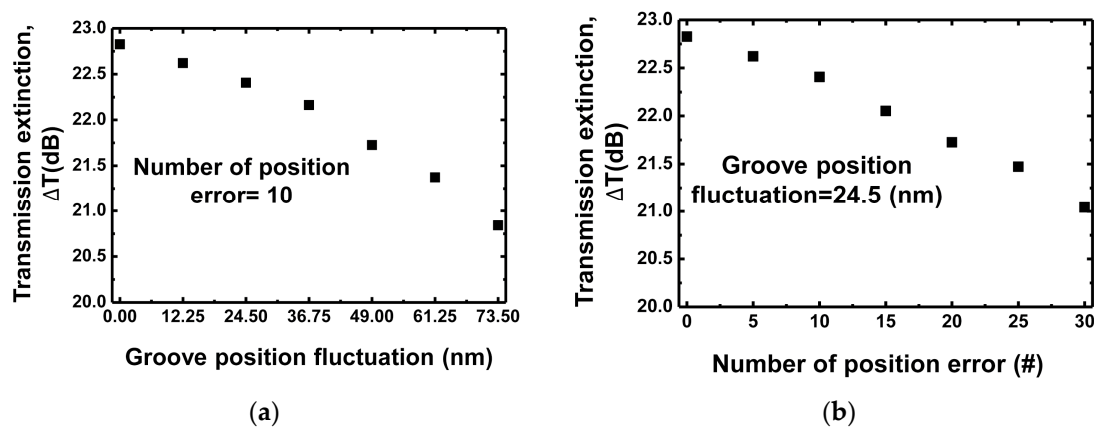 Transmission extinction,
ΔT(dB)
23.0
22.5
22.0
21.5
21.0
20.5
20.0
Number of position
error= 10
0.00 12.25 24.50 36.75 49.00 61.25 73.50
Groove position fluctuation (nm)
(a)
Transmission extinction,
ΔT(dB)
23.0
22.5
22.0
21.5
21.0
20.5
20.0
Groove position
fluctuation=24.5 (nm)
0 5 10 15 20 25 30
Number of position error (#)
(b)